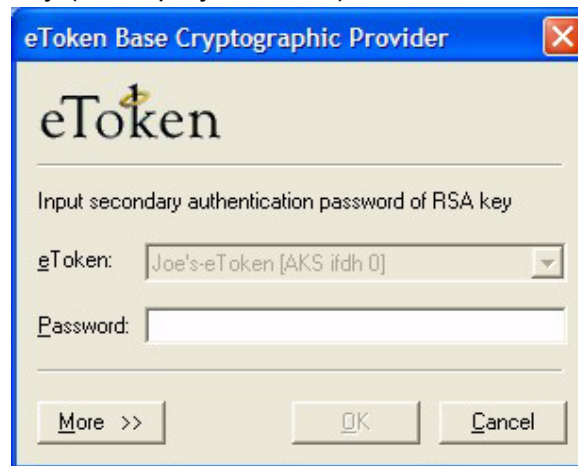 eToken Base Cryptographic Provider
eToken
Input secondary authentication password of RSA key
eToken: Joe's-eToken [AKS ifdh 0]
Password:
More >> OK Cancel